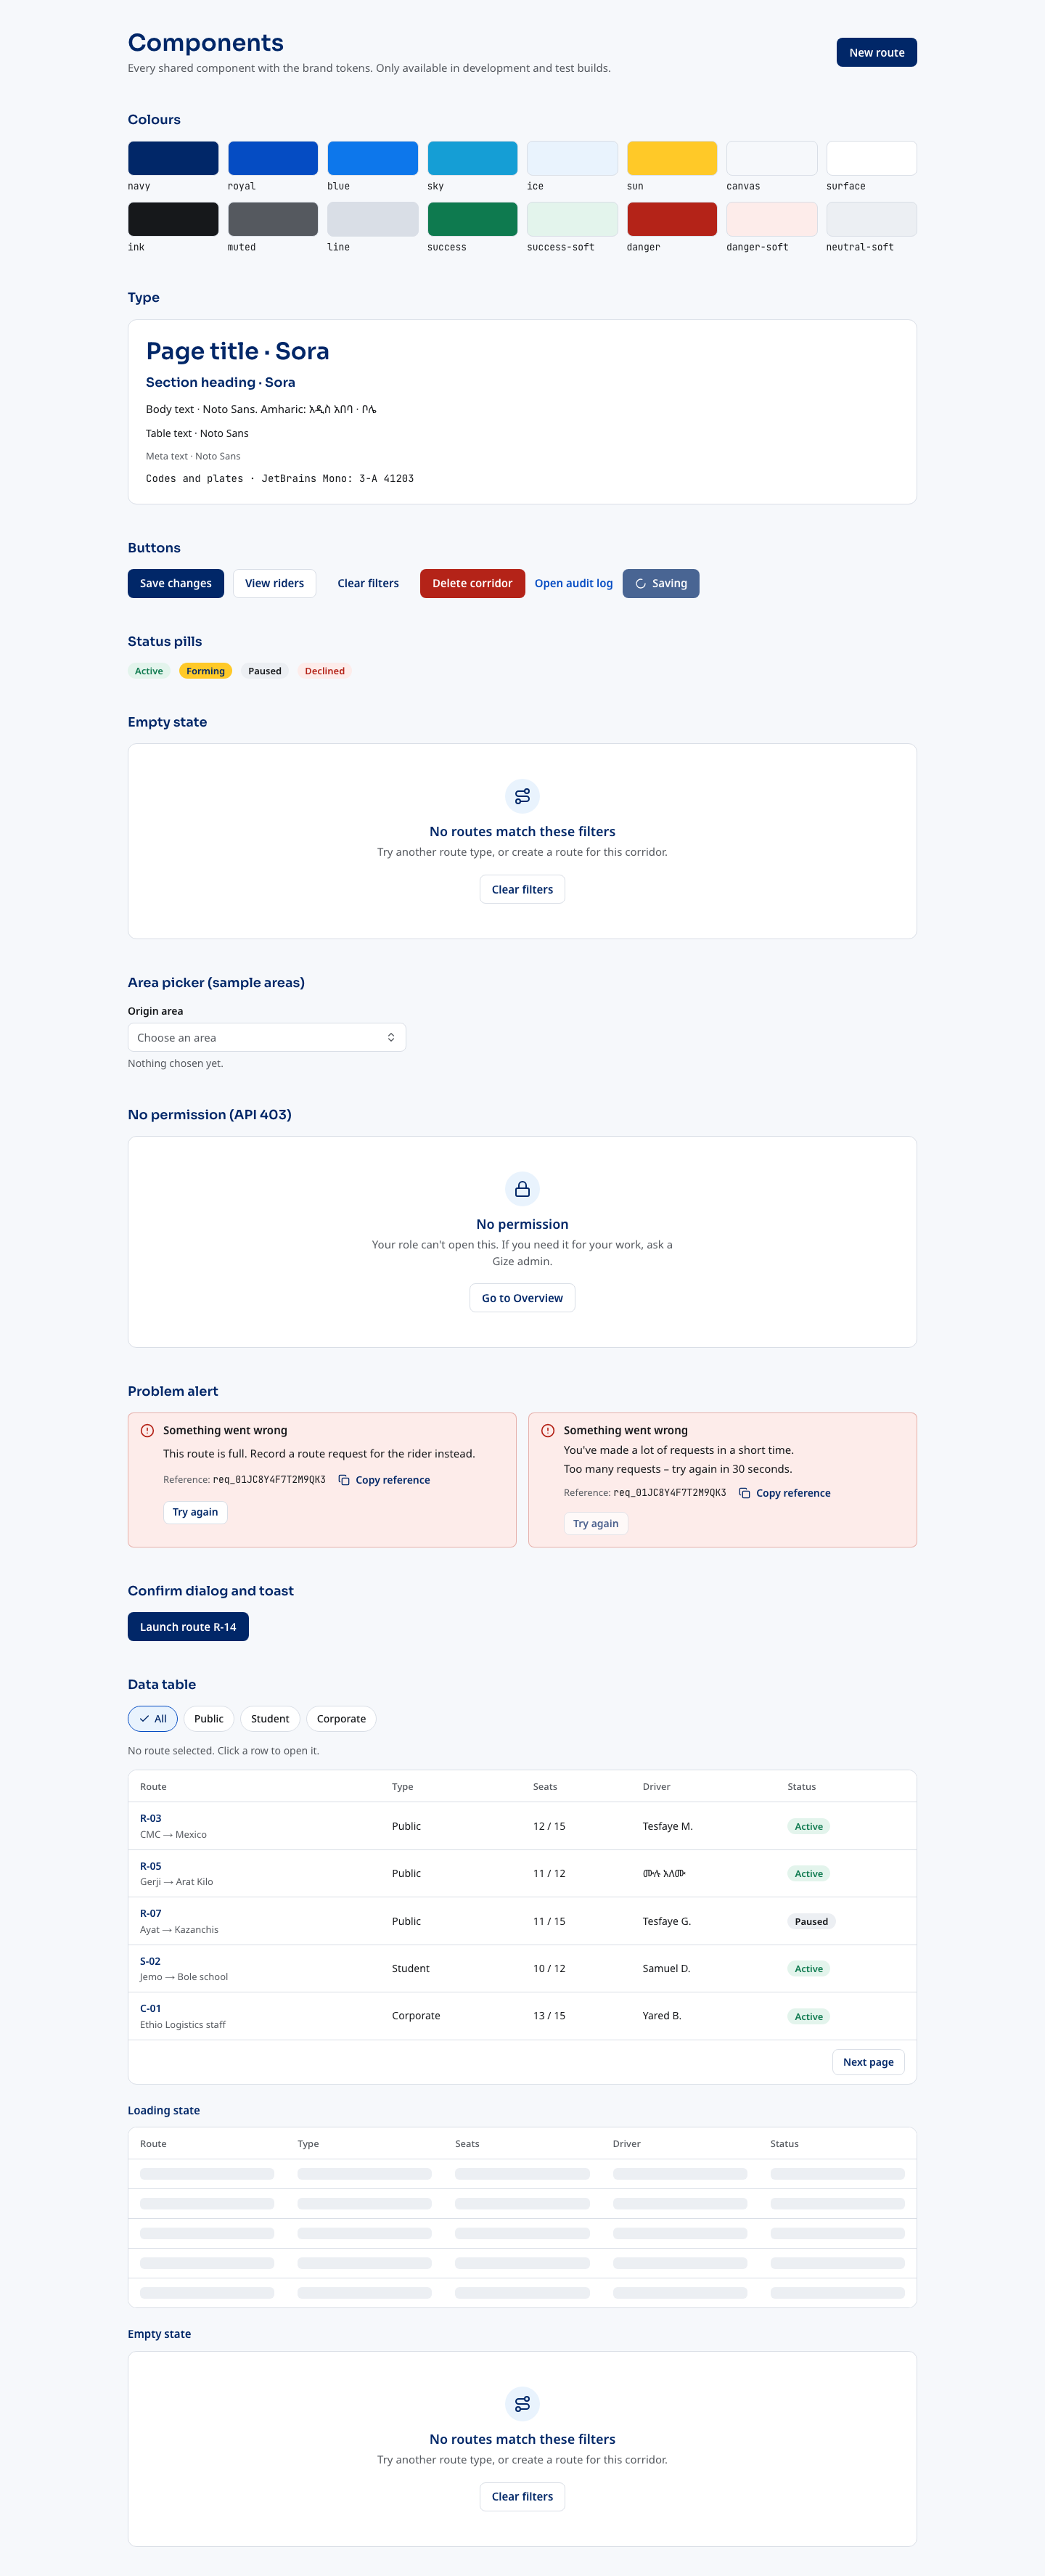 Components
Every shared component with the brand tokens. Only available in development and test builds.
New route
Colours
navy
royal
blue
sky
ice
sun
canvas
surface
ink
muted
line
success
success-soft
danger
danger-soft
neutral-soft
Type
Page title · Sora
Section heading · Sora
Body text · Noto Sans. Amharic: አዲስ አበባ · ቦሌ
Table text · Noto Sans
Meta text · Noto Sans
Codes and plates · JetBrains Mono: 3-A 41203
Buttons
Save changes
View riders
Clear filters
Delete corridor
Open audit log
Saving
Status pills
Active
Forming
Paused
Declined
Empty state
No routes match these filters
Try another route type, or create a route for this corridor.
Clear filters
Area picker (sample areas)
Origin area
Choose an area
Nothing chosen yet.
No permission (API 403)
No permission
Your role can't open this. If you need it for your work, ask a
Gize admin.
Go to Overview
Problem alert
Something went wrong
This route is full. Record a route request for the rider instead.
Reference: req_01JC8Y4F7T2M9QK3
Copy reference
Try again
Something went wrong
You've made a lot of requests in a short time.
Too many requests – try again in 30 seconds.
Reference: req_01JC8Y4F7T2M9QK3
Copy reference
Try again
Confirm dialog and toast
Launch route R-14
Data table
All
Public
Student
Corporate
No route selected. Click a row to open it.
Route Type Seats Driver Status
R-03
CMC → Mexico
Public 12 / 15 Tesfaye M. Active
R-05
Gerji → Arat Kilo
Public 11 / 12 ሙሉ አለሙ Active
R-07
Ayat → Kazanchis
Public 11 / 15 Tesfaye G. Paused
S-02
Jemo → Bole school
Student 10 / 12 Samuel D. Active
C-01
Ethio Logistics staff
Corporate 13 / 15 Yared B. Active
Next page
Loading state
Route Type Seats Driver Status
Empty state
No routes match these filters
Try another route type, or create a route for this corridor.
Clear filters